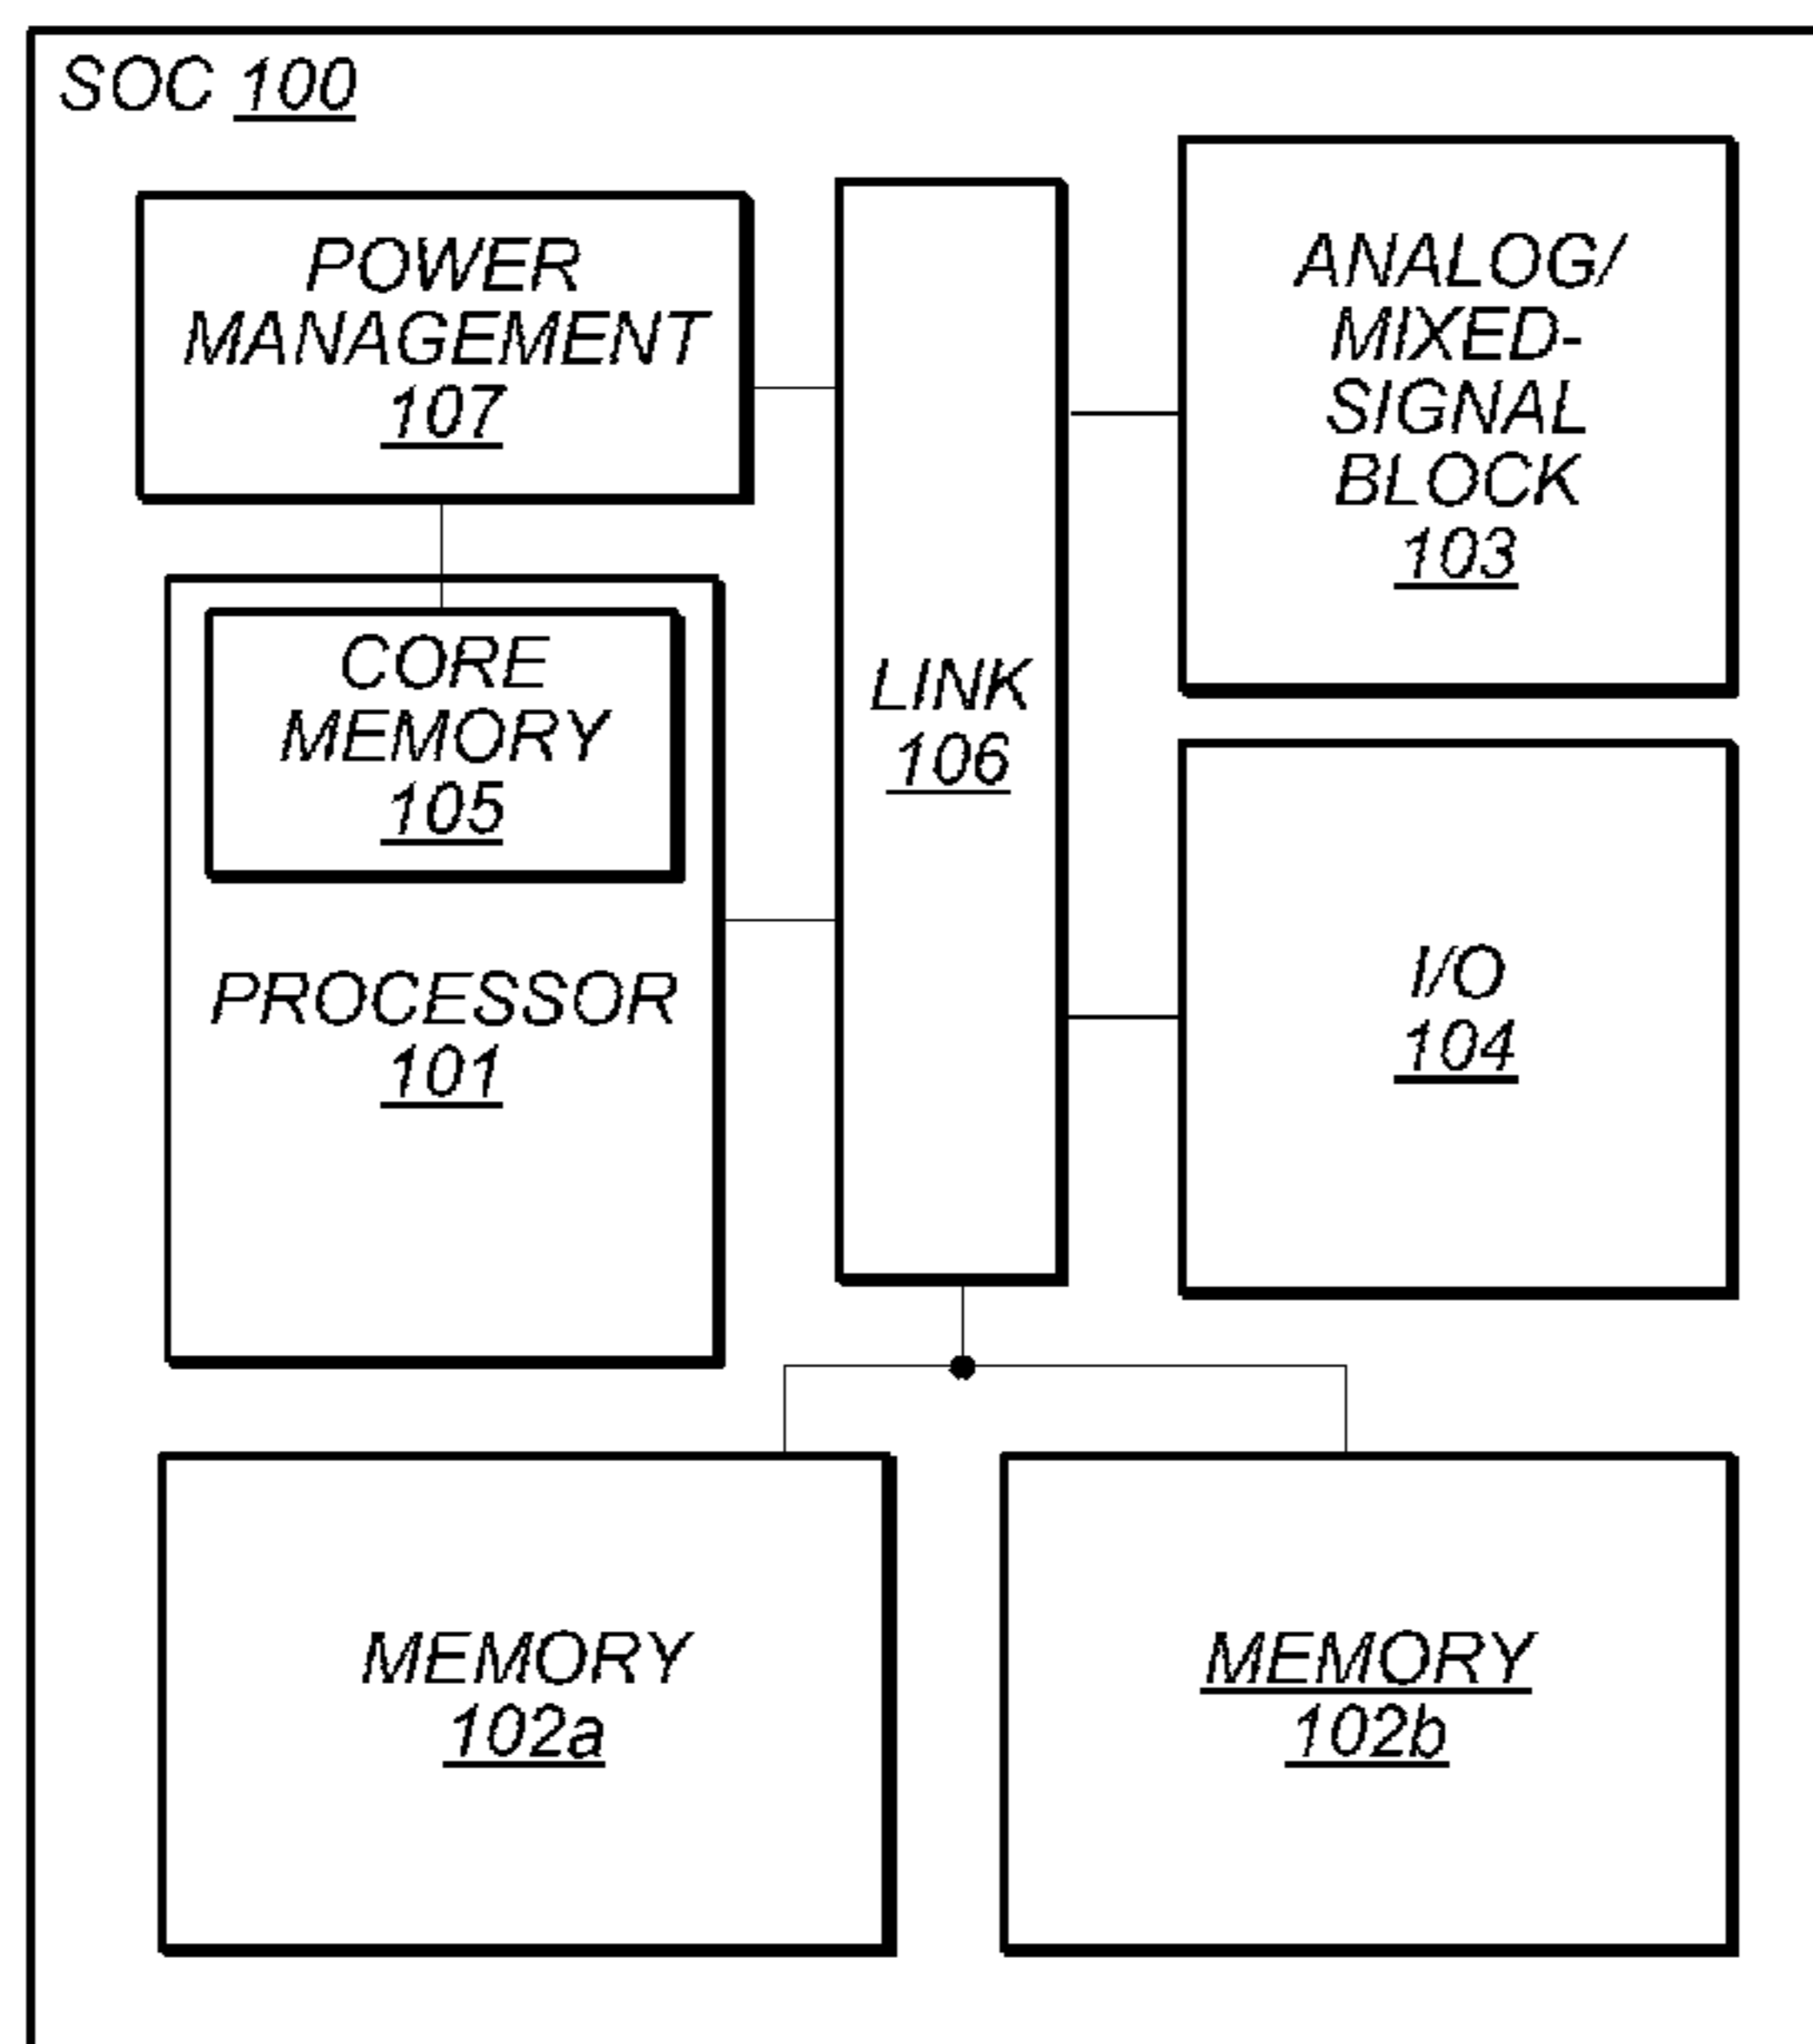 SOC 100
POWER
MANAGEMENT
107
CORE
MEMORY
105
PROCESSOR
101
LINK
106
ANALOG/
MIXED-
SIGNAL
BLOCK
103
I/O
104
MEMORY
102a
MEMORY
102b